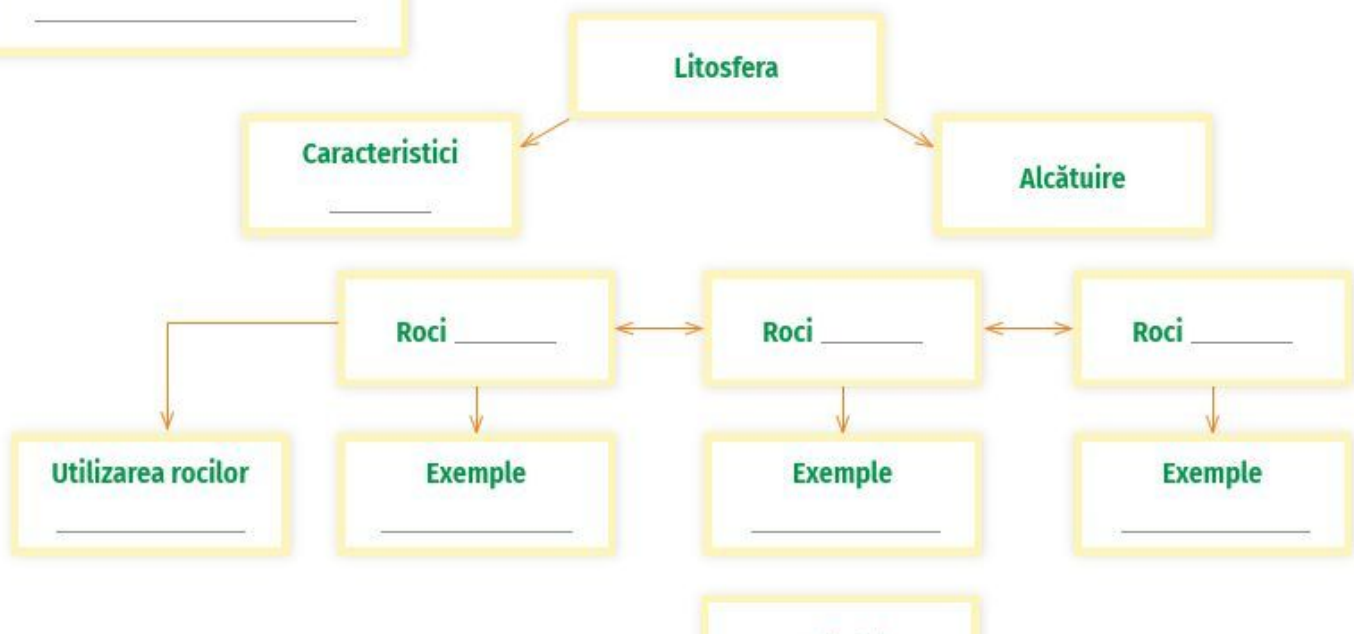 Litosfera
Caracteristici
Alcătuire
Roci
Roci
Roci
Utilizarea rocilor
Exemple
Exemple
Exemple